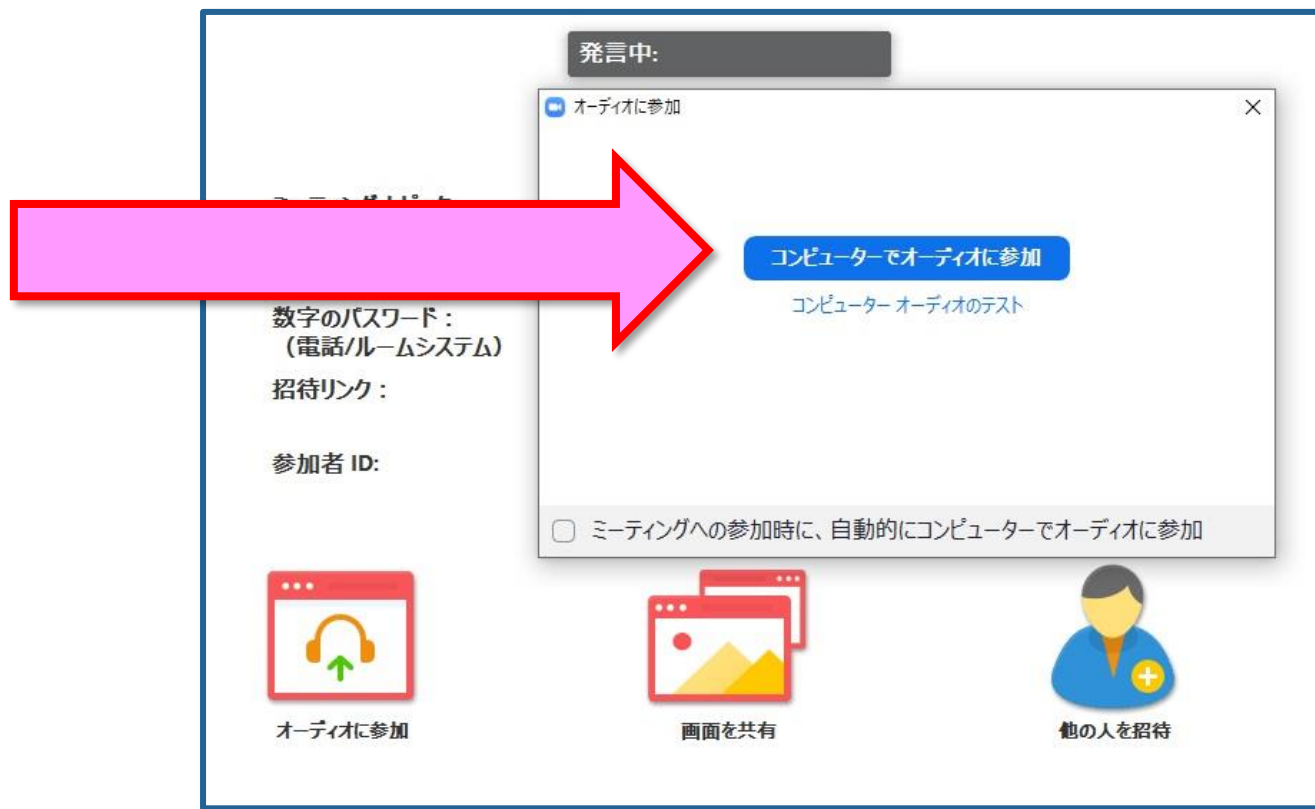 発言中:
オーディオに参加
コンピューターでオーディオに参加
コンピューター オーディオのテスト
数字のパスワード：
（電話/ルームシステム）
招待リンク：
参加者 ID:
ミーティングへの参加時に、自動的にコンピューターでオーディオに参加
オーディオに参加
画面を共有
他の人を招待